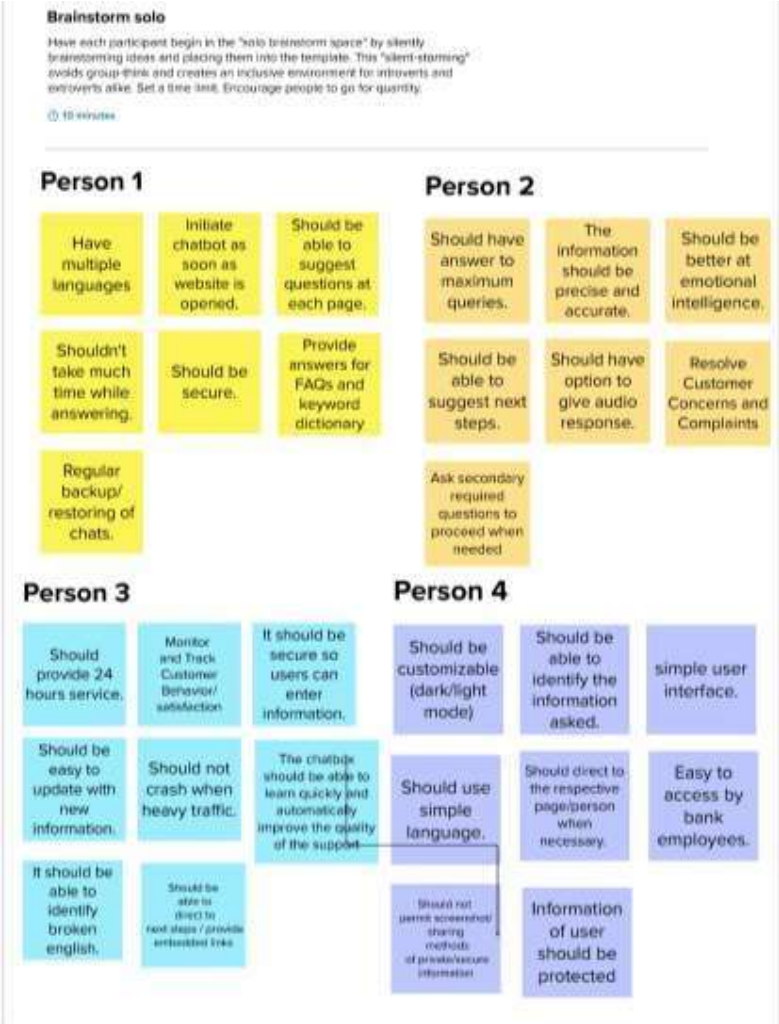 Brainstorm solo
Have each participant begin in the "solo brainstorm space" by silently
brainstorming ideas and placing them into the template. This "silent-storming"
avoids group-think and creates an inclusive environment for introverts and
extroverts alike. Set a time limit. Encourage people to go for quantity.
10 minutes
Person 1
Have
multiple
languages
Initiate
chatbot as
soon as
website is
opened.
Should be
able to
suggest
questions at
each page.
Shouldn't
take much
time while
answering.
Should be
secure.
Provide
answers for
FAQs and
keyword
dictionary
Regular
backup/
restoring of
chats.
Person 2
Should have
answer to
maximum
queries.
The
information
should be
precise and
accurate.
Should be
better at
emotional
intelligence.
Should be
able to
suggest next
steps.
Should have
option to
give audio
response.
Resolve
Customer
Concerns and
Complaints
Ask secondary
required
questions to
proceed when
needed
Person 3
Should
provide 24
hours service.
Monitor
and Track
Customer
Behavior/
satisfaction
It should be
secure so
users can
enter
information.
Should be
easy to
update with
new
information.
Should not
crash when
heavy traffic.
The chatbox
should be able to
learn quickly and
automatically
improve the quality
of the support
It should be
able to
identify
broken
english.
Should be
able to
direct to
next steps / provide
embedded links
Person 4
Should be
customizable
(dark/light
mode)
Should be
able to
identify the
information
asked.
simple user
interface.
Should use
simple
language.
Should direct to
the respective
page/person
when
necessary.
Easy to
access by
bank
employees.
Should not
permit screenshot/
sharing
methods
of private/secure
information
Information
of user
should be
protected